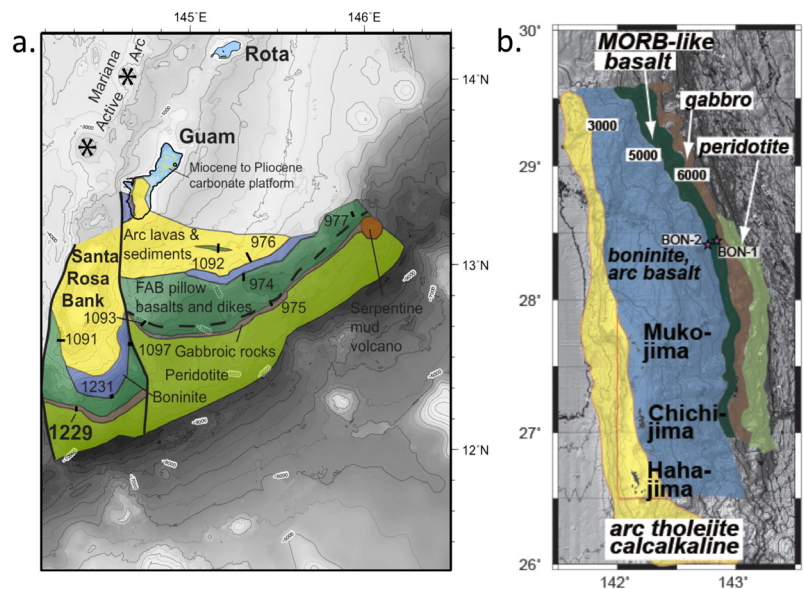 a.
145°E
146°E
Mariana
Active Arc
Rota
14°N
Guam
Miocene to Pliocene
carbonate platform
-3000
Arc lavas &
sediments
976
977
1092
Santa
Rosa
Bank
13°N
FAB pillow
basalts and dikes
974
975
1093
1091
1097
Gabbroic rocks
Serpentine
mud
volcano
Peridotite
1231
Boninite
1229
12°N
b.
30°
MORB-like
basalt
gabbro
3000
5000
6000
peridotite
29°
BON-2
BON-1
boninite,
arc basalt
28°
Muko-
jima
Chichi-
jima
27°
Haha-
jima
arc tholeiite
calcalkaline
26°
142°
143°